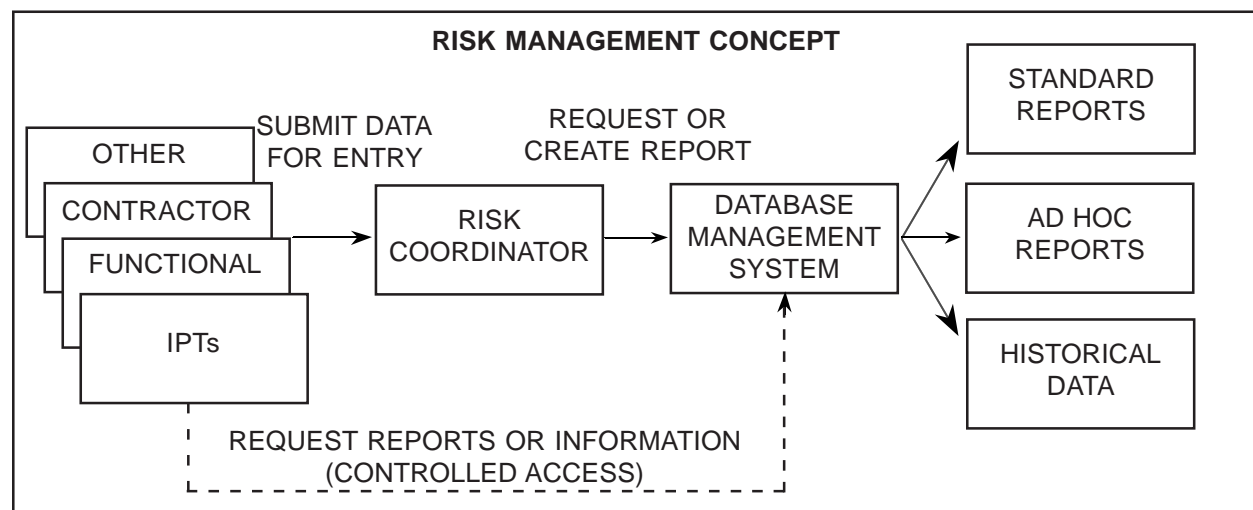 RISK MANAGEMENT CONCEPT
OTHER
CONTRACTOR
FUNCTIONAL
IPTs
SUBMIT DATA
FOR ENTRY
RISK
COORDINATOR
REQUEST OR
CREATE REPORT
DATABASE
MANAGEMENT
SYSTEM
STANDARD
REPORTS
AD HOC
REPORTS
HISTORICAL
DATA
REQUEST REPORTS OR INFORMATION
(CONTROLLED ACCESS)